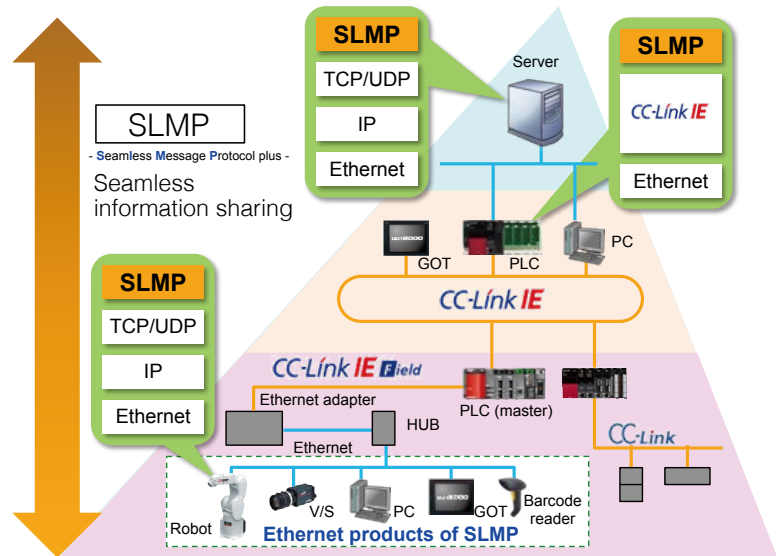 SLMP
TCP/UDP
IP
Ethernet
Server
SLMP
CC-Link IE
Ethernet
SLMP
- Seamless Message Protocol plus -
Seamless
information sharing
GOT2000
GOT
PLC
PC
CC-Link IE
SLMP
TCP/UDP
IP
Ethernet
CC-Link IE Field
Ethernet adapter
PLC (master)
HUB
Ethernet
CC-Link
Robot
V/S
PC
GOT
Barcode
reader
Ethernet products of SLMP